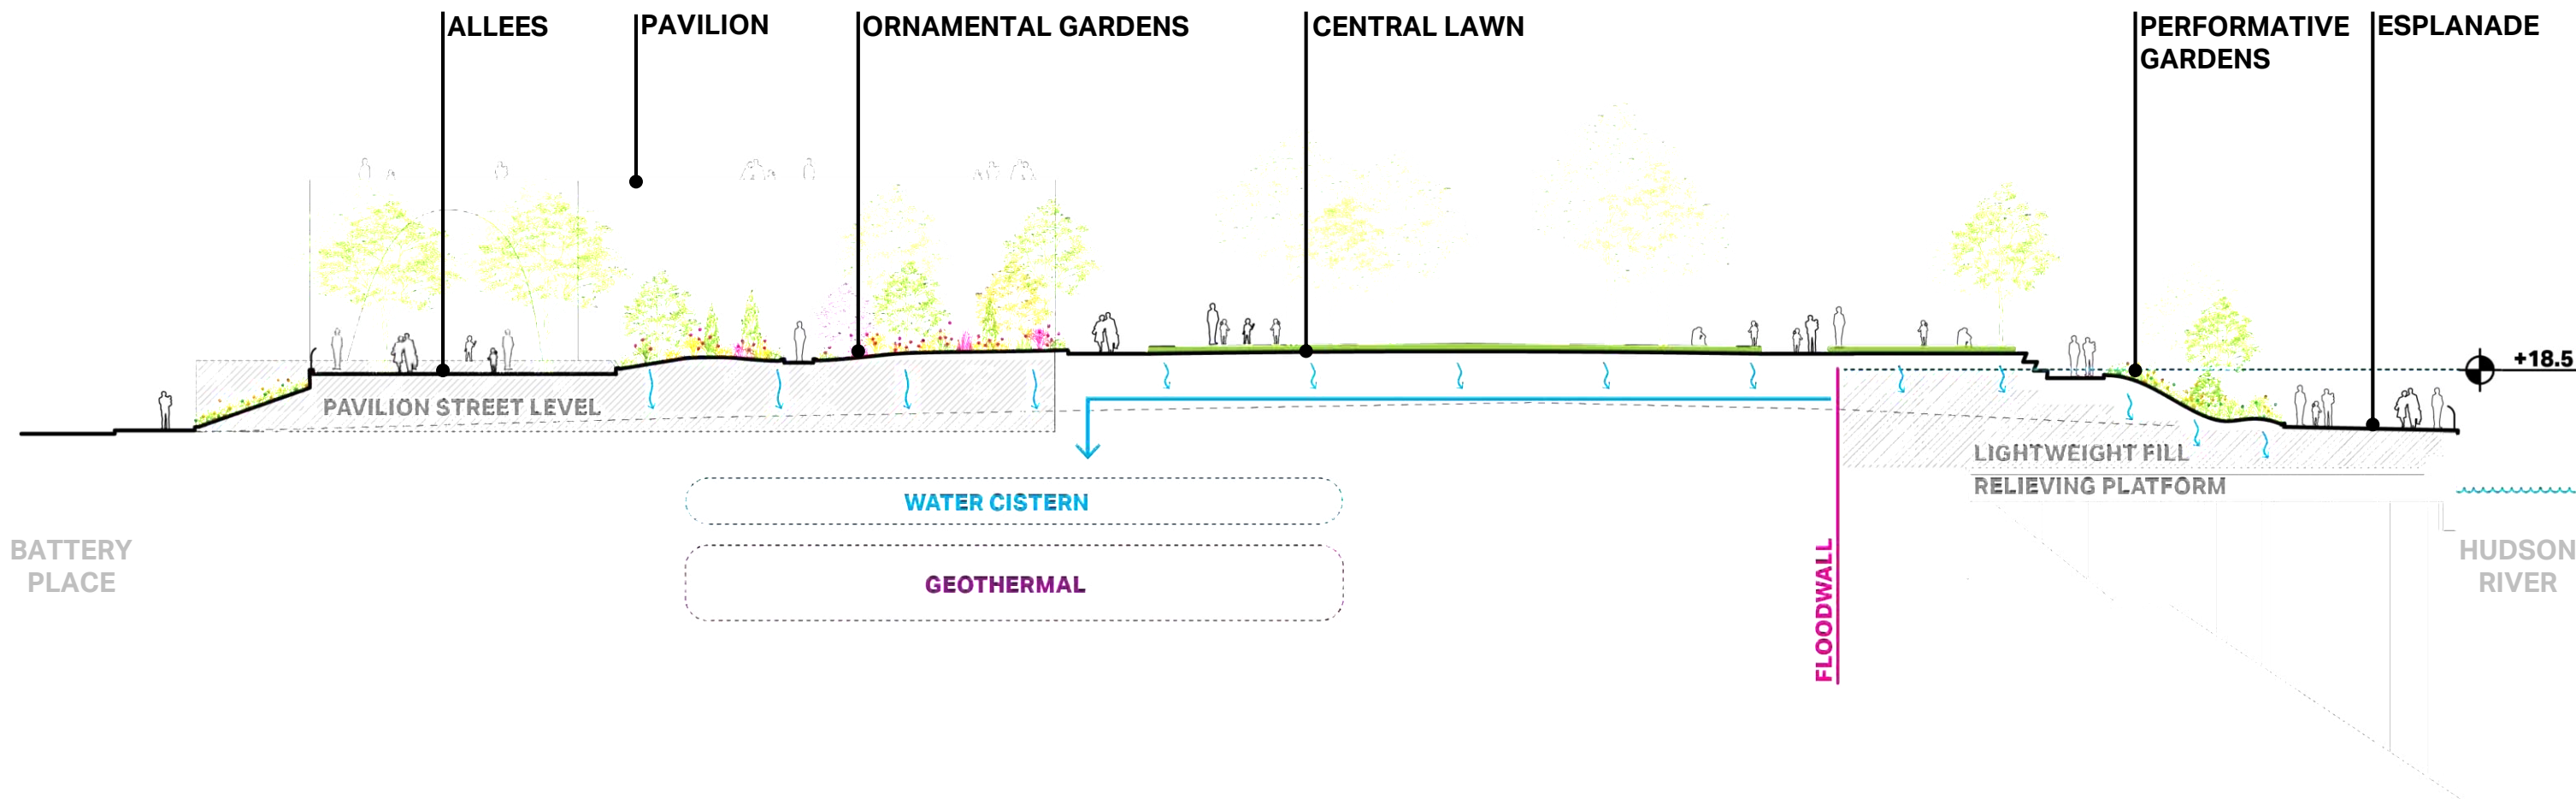 ALLEES
PAVILION
ORNAMENTAL GARDENS
CENTRAL LAWN
PERFORMATIVE
GARDENS
ESPLANADE
+18.5
PAVILION STREET LEVEL
LIGHTWEIGHT FILL
RELIEVING PLATFORM
WATER CISTERN
GEOTHERMAL
FLOODWALL
BATTERY
PLACE
HUDSON
RIVER